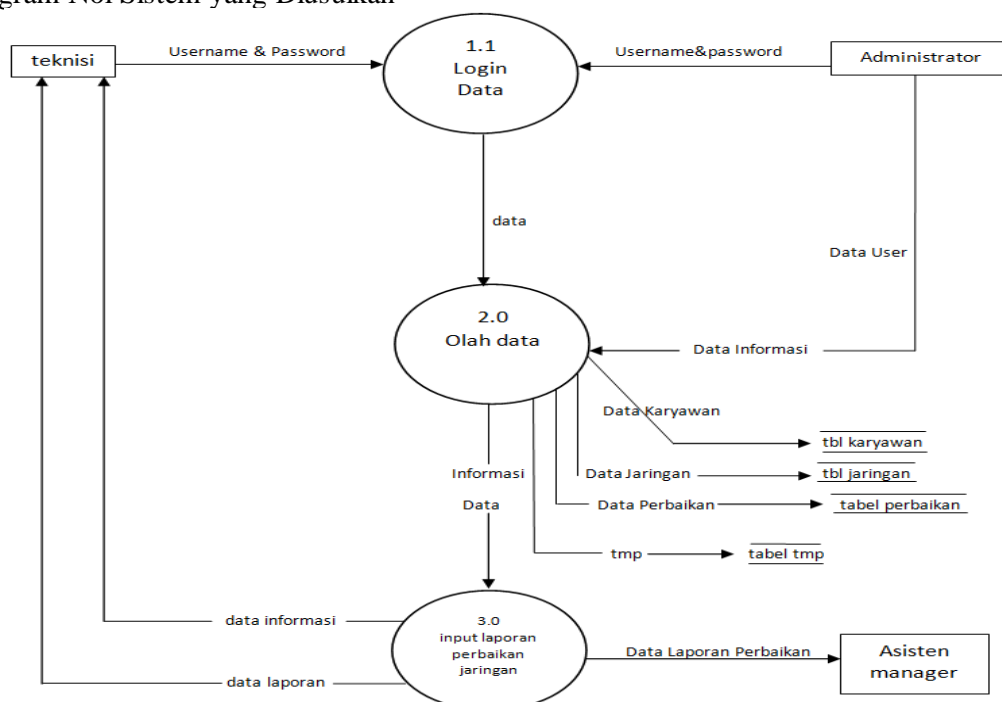 gram Nol Sistem yang Diusulkan
teknisi
Username & Password
1.1
Login
Data
Username&password
Administrator
data
Data User
2.0
Olah data
Data Informasi
Data Karyawan
tbl karyawan
Informasi
Data Jaringan
tbl jaringan
Data
Data Perbaikan
tabel perbaikan
tmp
tabel tmp
data informasi
3.0
input laporan
perbaikan
jaringan
Data Laporan Perbaikan
Asisten
manager
data laporan